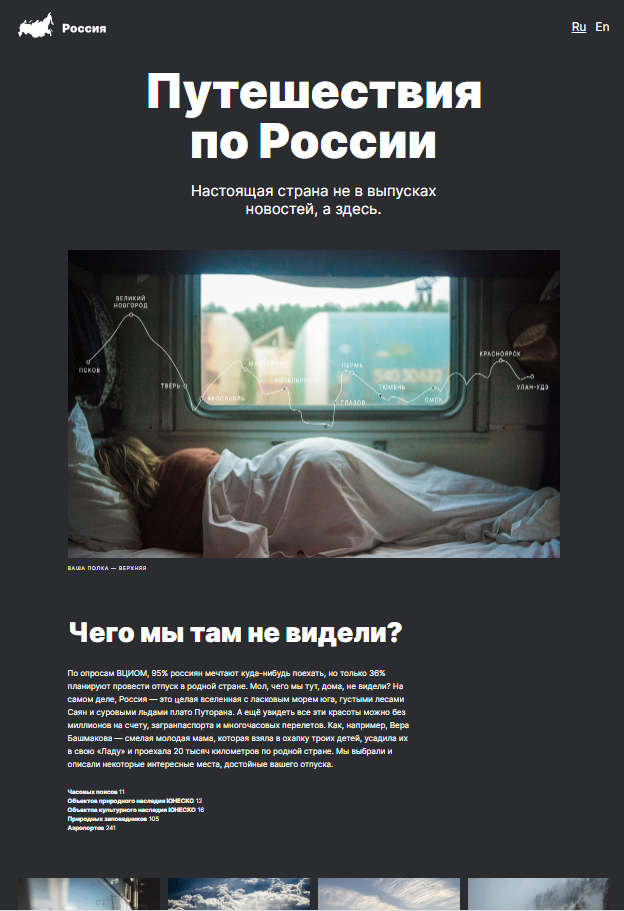 Россия
Ru En
Путешествия
по России
Настоящая страна не в выпусках
новостей, а здесь.
ВЕЛИКИЙ
НОВГОРОД
ПСКОВ
ТВЕРЬ
ЯРОСЛАВЛЬ
КОТЕЛЬНИЧ
ГЛАЗОВ
ПЕРМЬ
ТЮМЕНЬ
ОМСК
КРАСНОЯРСК
УЛАН-УДЭ
ВАША ПОЛКА — ВЕРХНЯЯ
Чего мы там не видели?
По опросам ВЦИОМ, 95% россиян мечтают куда-нибудь поехать, но только 36%
планируют провести отпуск в родной стране. Мол, чего мы тут, дома, не видели? На
самом деле, Россия — это целая вселенная с ласковым морем юга, густыми лесами
Саян и суровыми льдами плато Путорана. А ещё увидеть все эти красоты можно без
миллионов на счету, загранпаспорта и многочасовых перелетов. Как, например, Вера
Башмакова — смелая молодая мама, которая взяла в охапку троих детей, усадила их
в свою «Ладу» и проехала 20 тысяч километров по родной стране. Мы выбрали и
описали некоторые интересные места, достойные вашего отпуска.
Часовых поясов 11
Объектов природного наследия ЮНЕСКО 12
Объектов культурного наследия ЮНЕСКО 16
Природных заповедников 105
Аэропортов 241